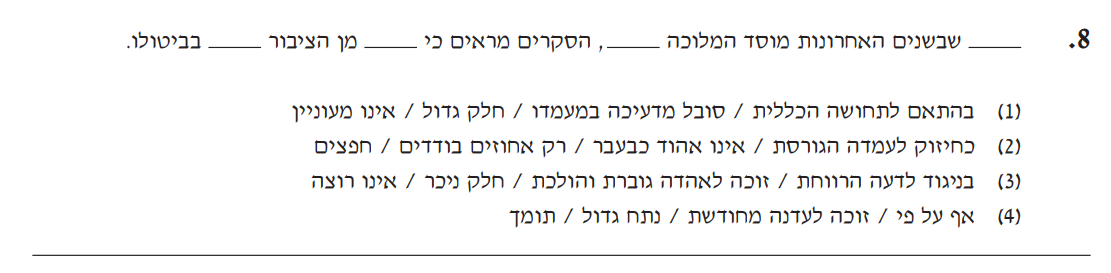 8. _____ שבשנים האחרונות מוסד המלוכה _____, הסקרים מראים כי _____ מן הציבור _____ בביטולו.
(1) בהתאם לתחושה הכללית / סובל מדעיכה במעמדו / חלק גדול / אינו מעוניין
(2) כחיזוק לעמדה הגורסת / אינו אהוד כבעבר / רק אחוזים בודדים / חפצים
(3) בניגוד לדעה הרווחת / זוכה לאהדה גוברת והולכת / חלק ניכר / אינו רוצה
(4) אף על פי / זוכה לעדנה מחודשת / נתח גדול / תומך